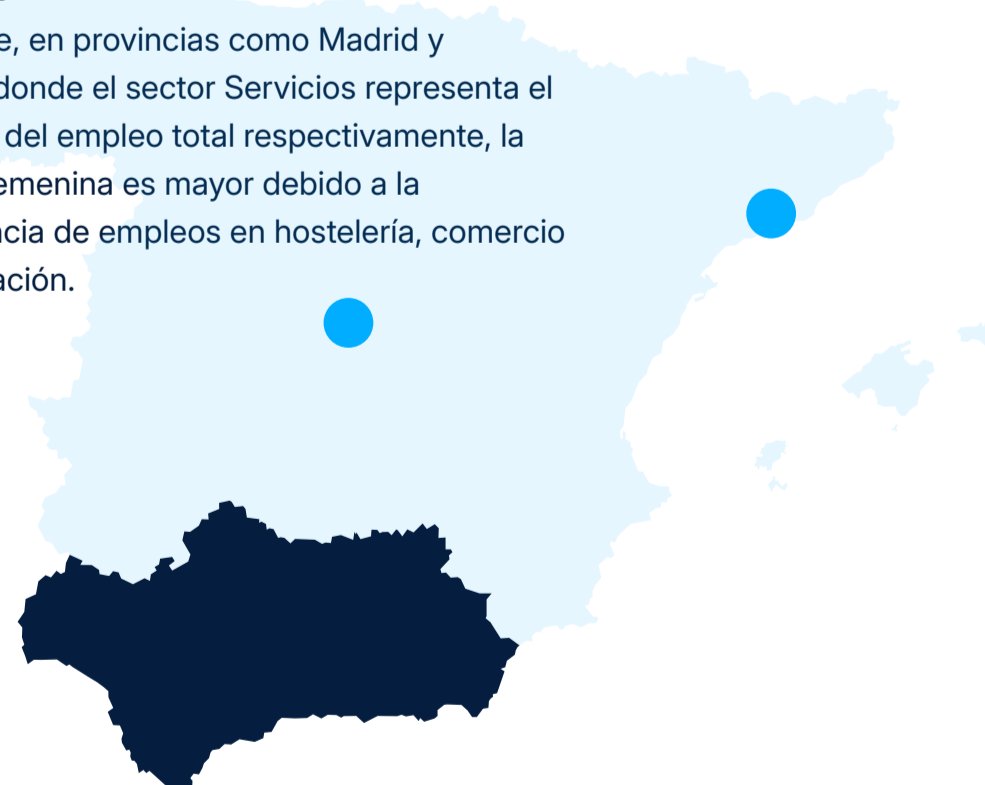 e, en provincias como Madrid y
donde el sector Servicios representa el
del empleo total respectivamente, la
emenina es mayor debido a la
ncia de empleos en hostelería, comercio
ación.